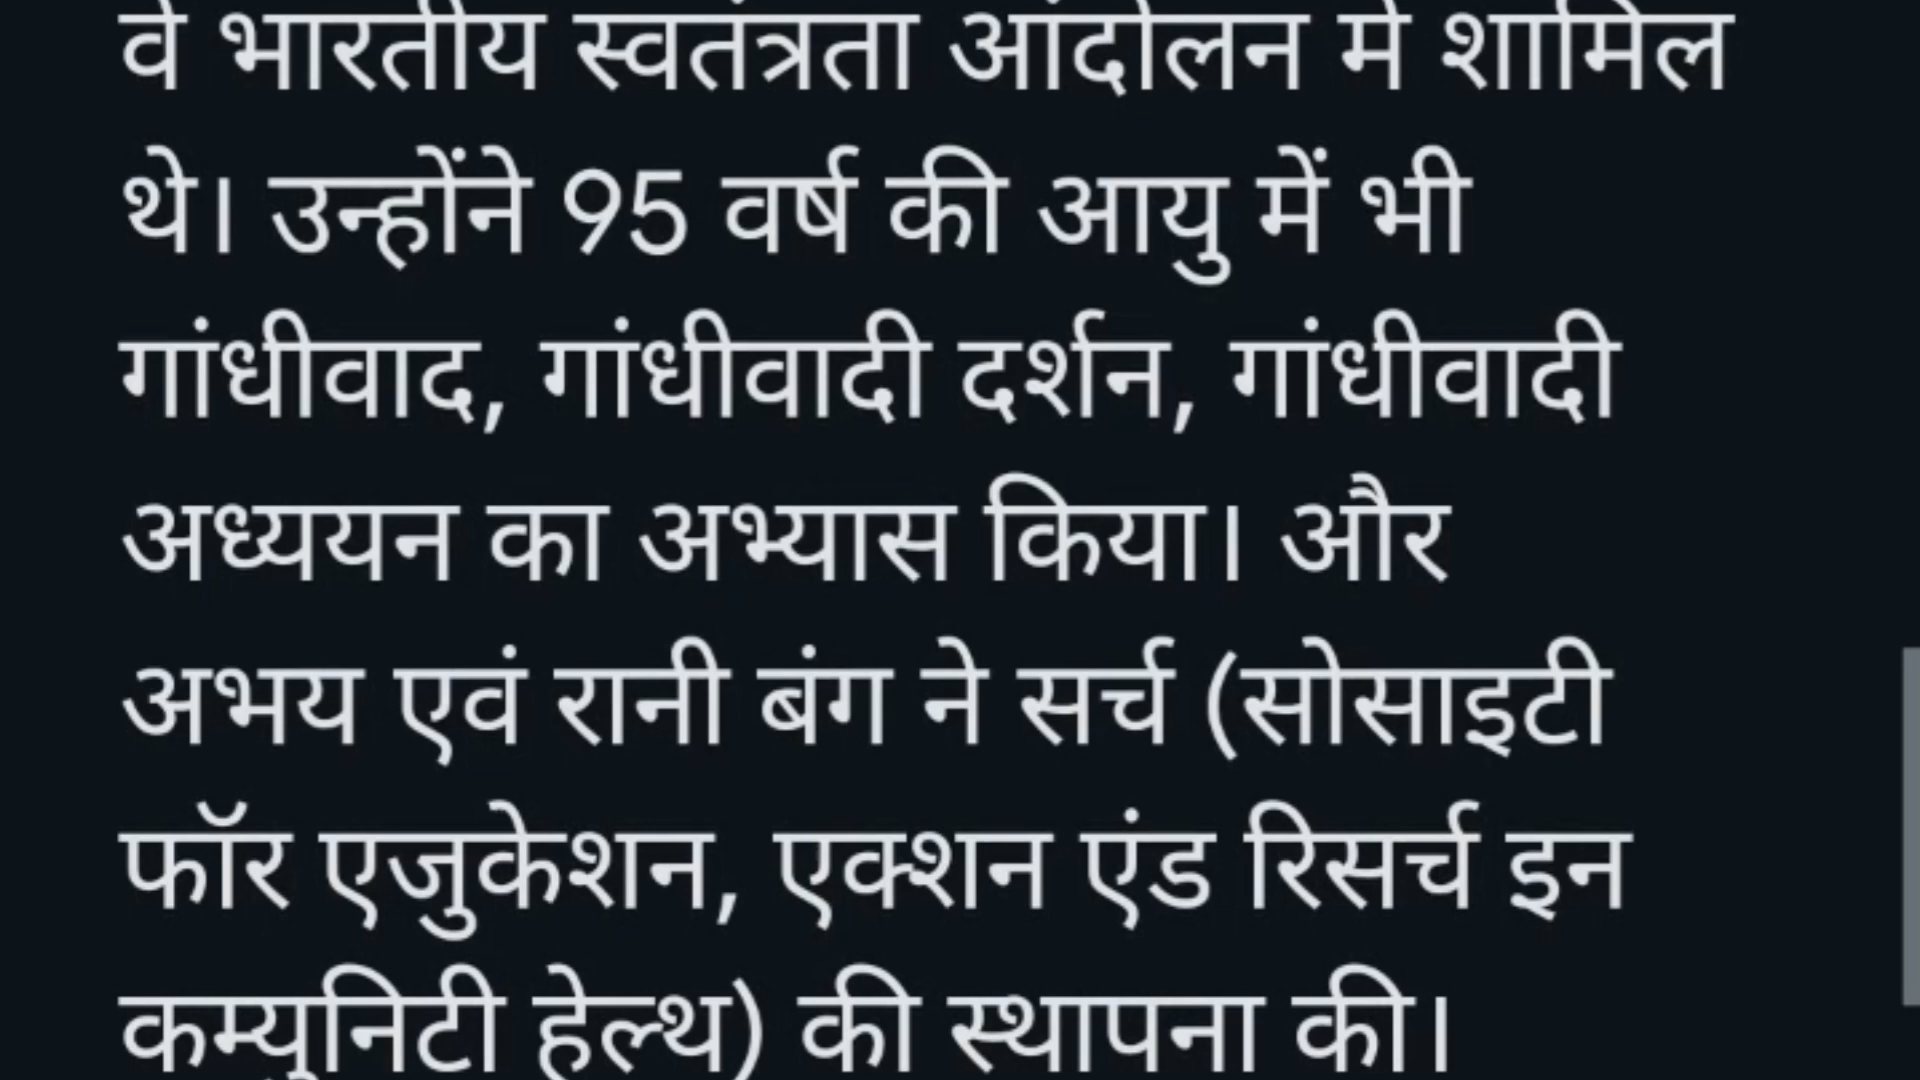 वे भारतीय स्वतंत्रता आंदोलन में शामिल
थे। उन्होंने 95 वर्ष की आयु में भी
गांधीवाद, गांधीवादी दर्शन, गांधीवादी
अध्ययन का अभ्यास किया। और
अभय एवं रानी बंग ने सर्च (सोसाइटी
फॉर एजुकेशन, एक्शन एंड रिसर्च इन
कम्युनिटी हेल्थ) की स्थापना की।